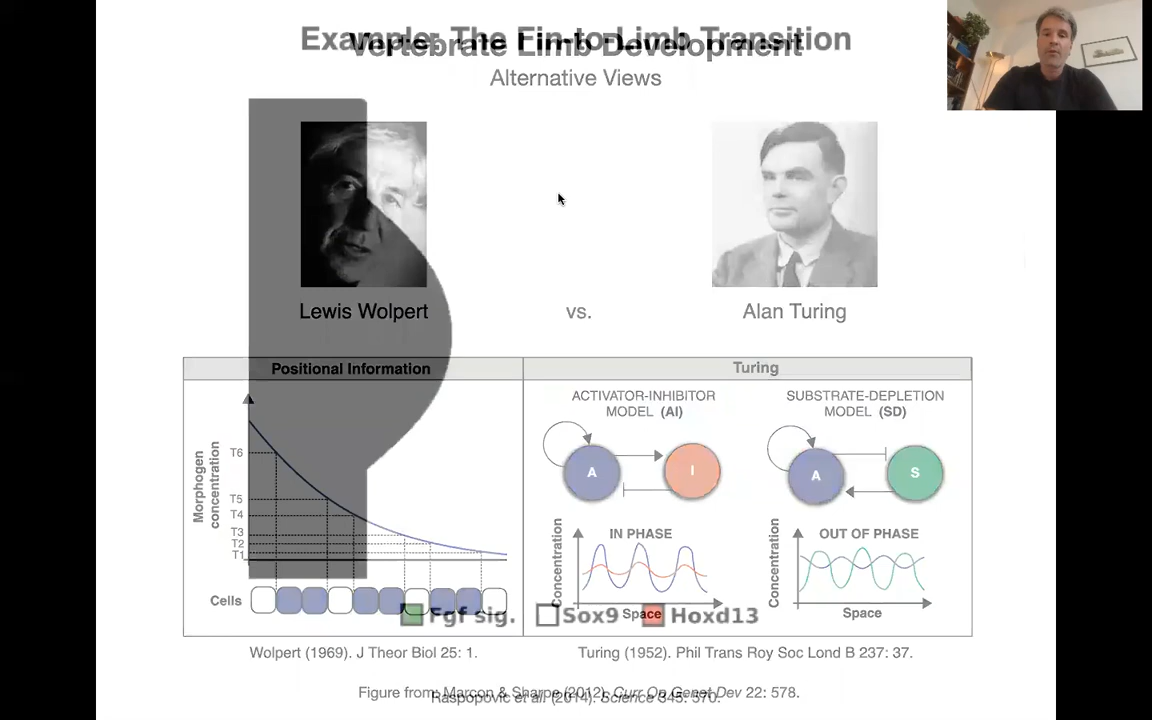 Example: The Fin-to-Limb Transition
Vertebrate Limb Development
Alternative Views
Lewis Wolpert
vs.
Alan Turing
Positional Information
Turing
Morphogen
concentration
T6
T5
T4
T3
T2
T1
Cells
ACTIVATOR-INHIBITOR
MODEL (AI)
A
I
IN PHASE
Concentration
Space
SUBSTRATE-DEPLETION
MODEL (SD)
A
S
OUT OF PHASE
Concentration
Space
Fgf sig.
Sox9
Hoxd13
Wolpert (1969). J Theor Biol 25: 1.
Turing (1952). Phil Trans Roy Soc Lond B 237: 37.
Figure from: Marcon & Sharpe (2012). Curr Op Genet Dev 22: 578.
Raspopovic et al. (2014). Science 345: 570.